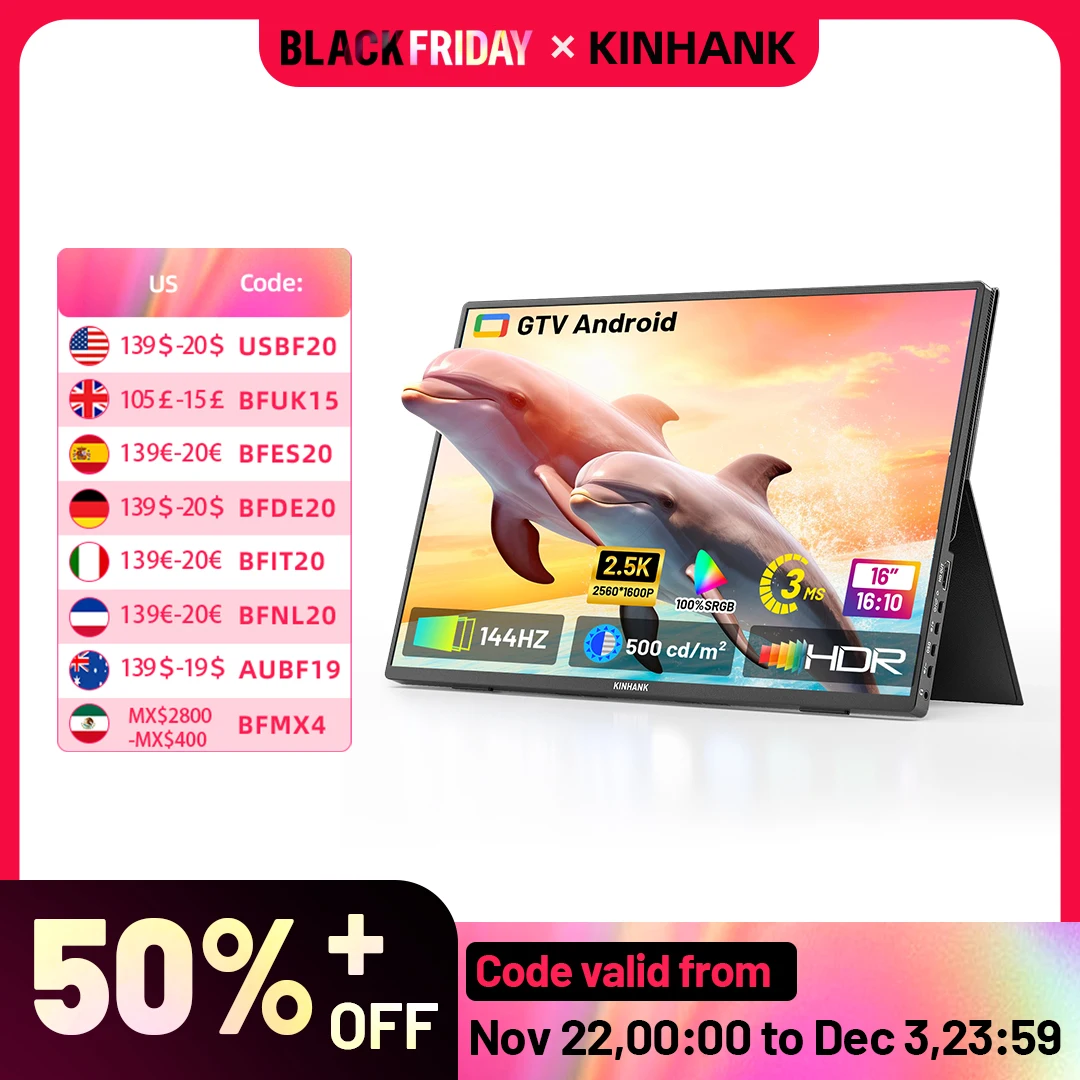 BLACK FRIDAY × KINHANK
US Code:
139$-20$ USBF20
105£-15£ BFUK15
139€-20€ BFES20
139$-20$ BFDE20
139€-20€ BFIT20
139€-20€ BFNL20
139$-19$ AUBF19
MX$2800
-MX$400 BFMX4
GTV Android
2.5K
2560*1600P
100%SRGB
3MS
16”
16:10
144HZ
500 cd/m²
HDR
KINHANK
50%+
OFF
Code valid from
Nov 22,00:00 to Dec 3,23:59